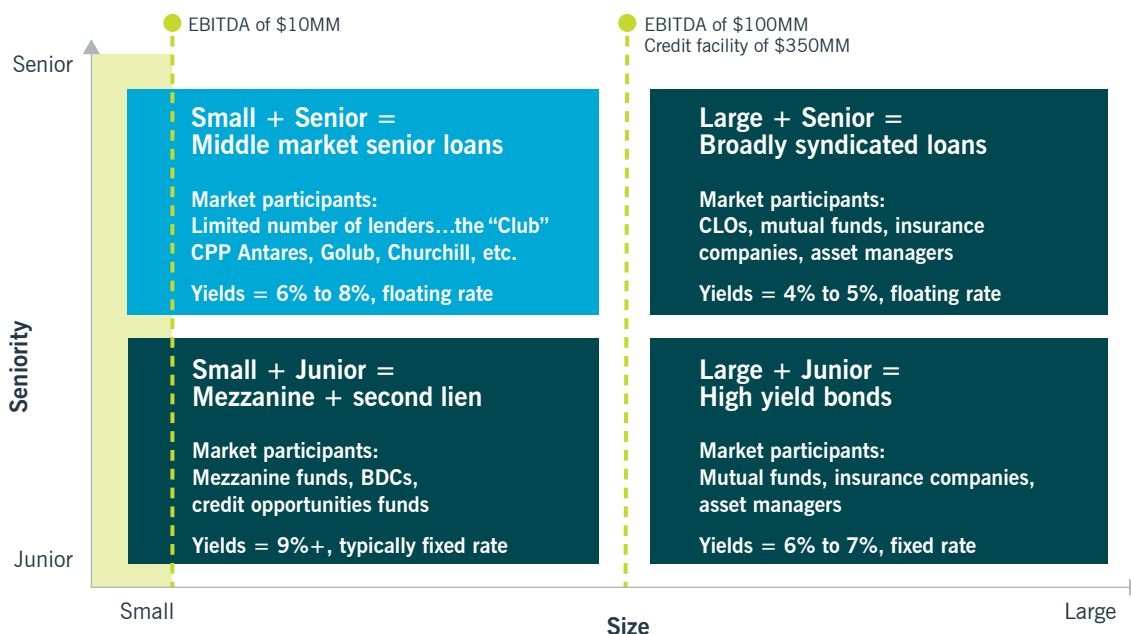 EBITDA of $10MM
EBITDA of $100MM
Credit facility of $350MM
Senior
Small + Senior =
Middle market senior loans
Market participants:
Limited number of lenders…the “Club”
CPP Antares, Golub, Churchill, etc.
Yields = 6% to 8%, floating rate
Large + Senior =
Broadly syndicated loans
Market participants:
CLOs, mutual funds, insurance
companies, asset managers
Yields = 4% to 5%, floating rate
Seniority
Small + Junior =
Mezzanine + second lien
Market participants:
Mezzanine funds, BDCs,
credit opportunities funds
Yields = 9%+, typically fixed rate
Large + Junior =
High yield bonds
Market participants:
Mutual funds, insurance companies,
asset managers
Yields = 6% to 7%, fixed rate
Junior
Small
Large
Size